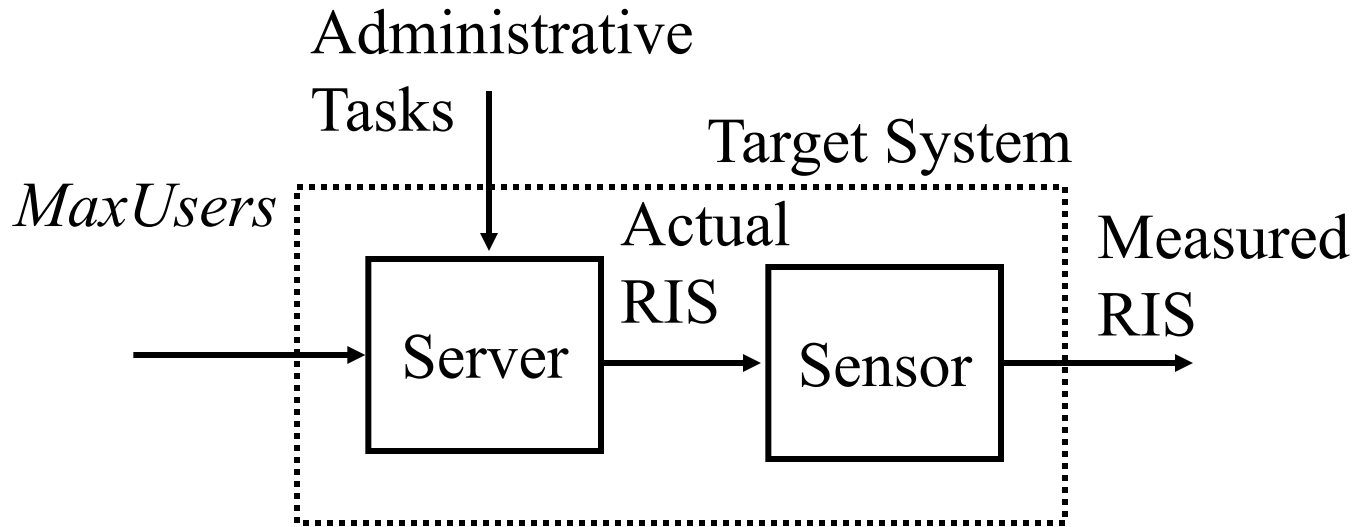 Administrative
Tasks
Target System
MaxUsers
Actual
RIS
Measured
RIS
Server
Sensor